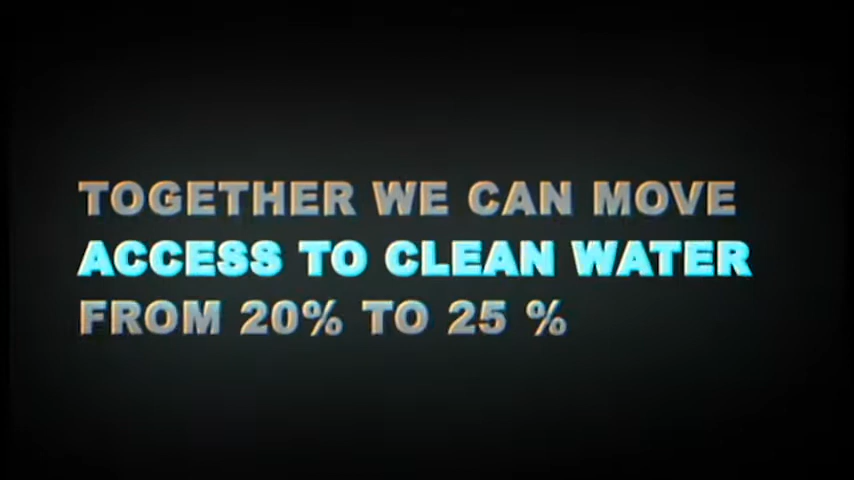 TOGETHER WE CAN MOVE
ACCESS TO CLEAN WATER
FROM 20% TO 25 %